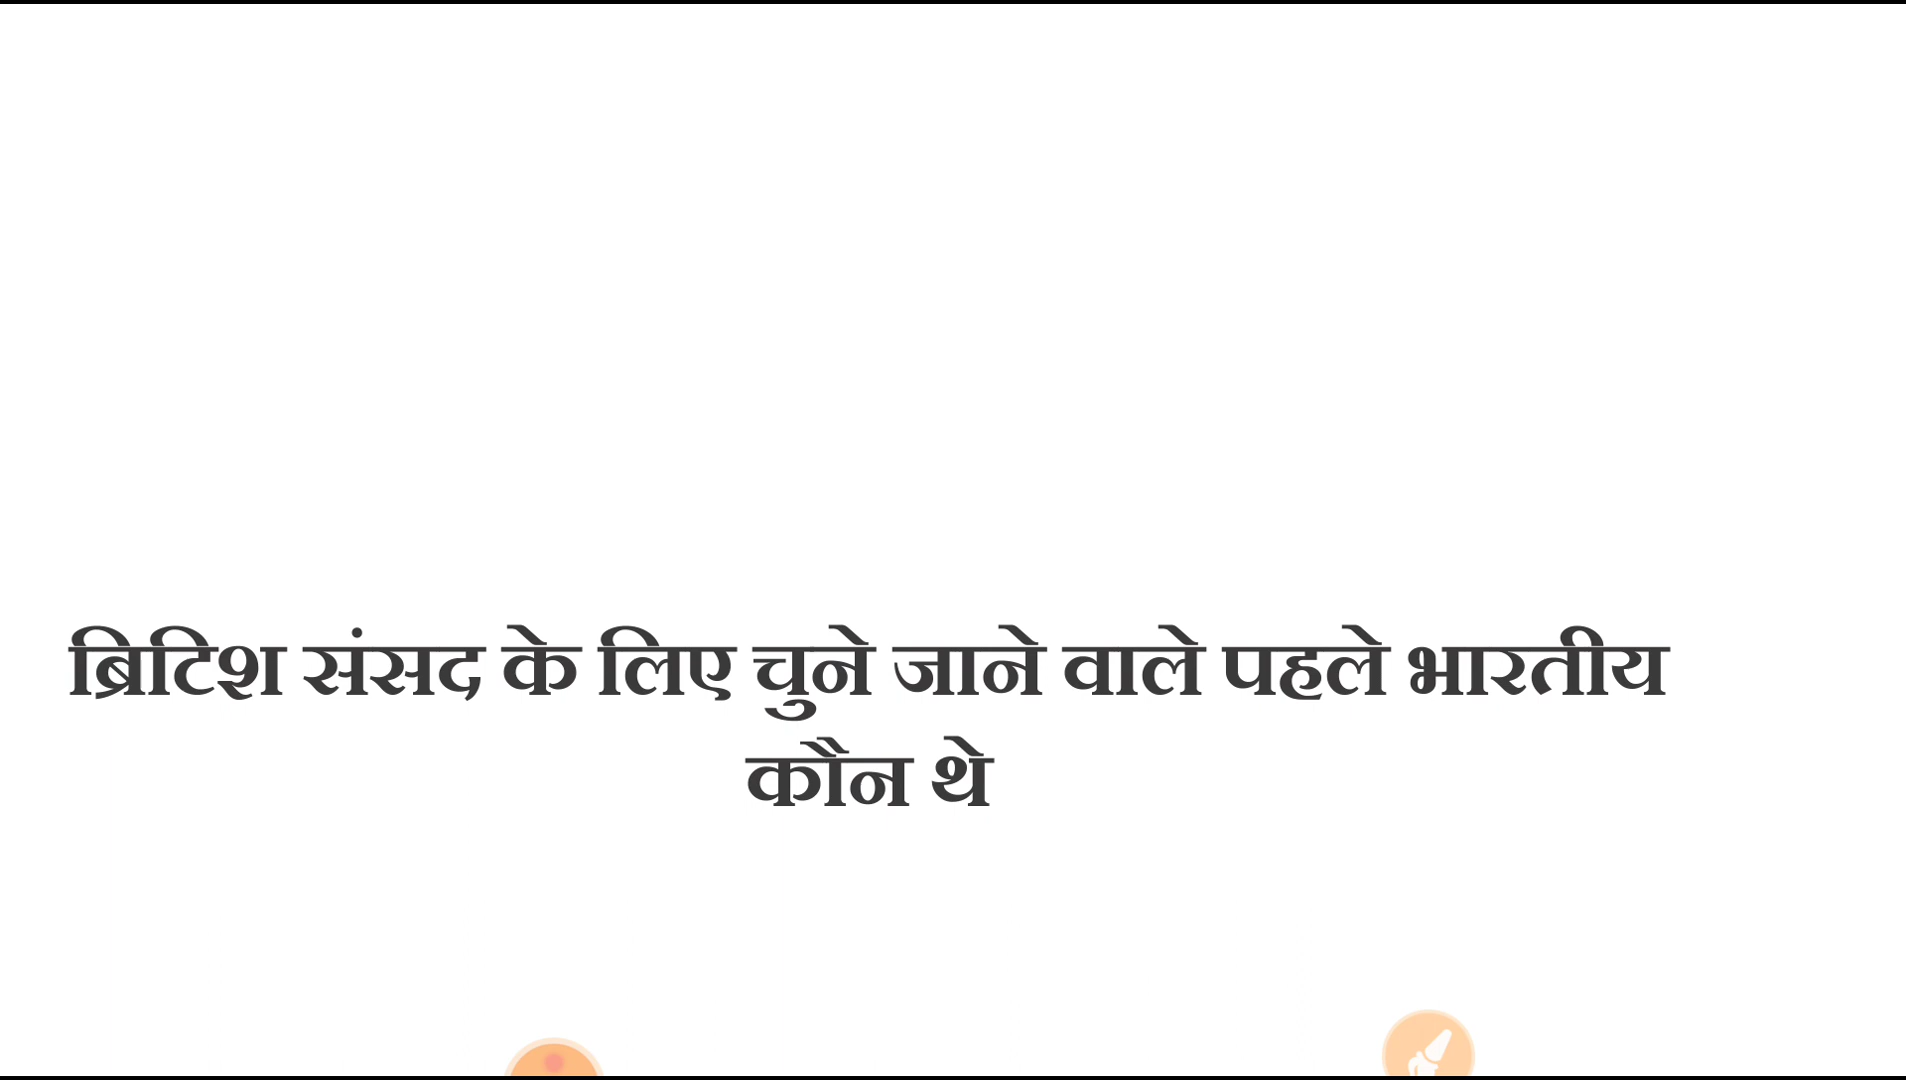 ब्रिटिश संसद के लिए चुने जाने वाले पहले भारतीय
कौन थे